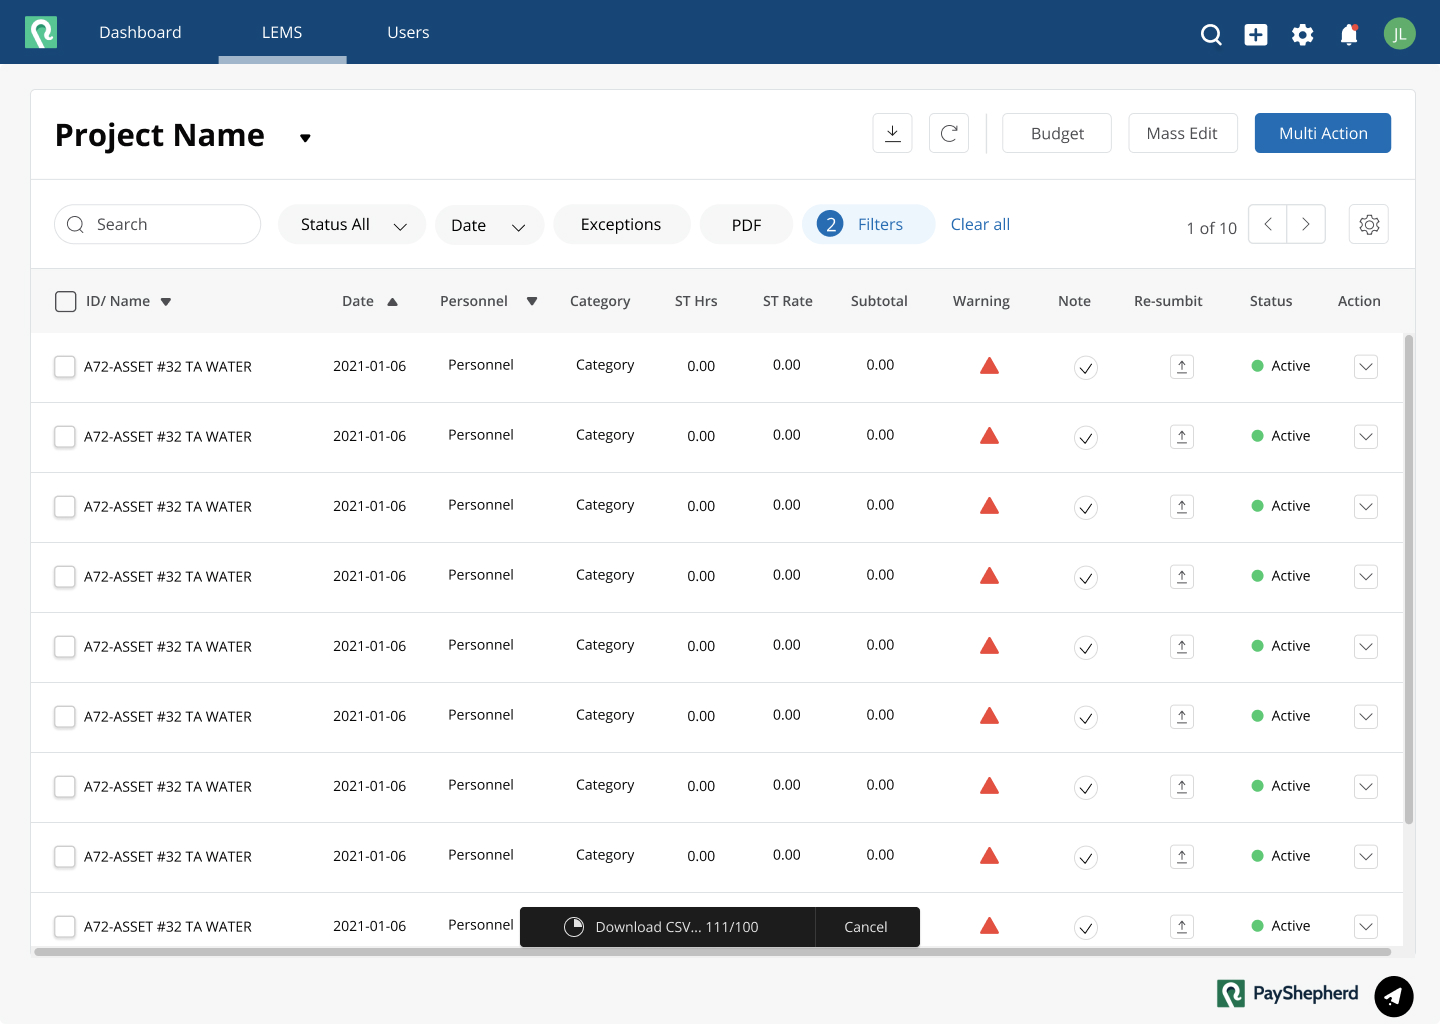 Dashboard LEMS Users JL
Project Name Budget Mass Edit Multi Action
Search Status All Date Exceptions PDF 2 Filters Clear all 1 of 10
ID/ Name Date Personnel Category ST Hrs ST Rate Subtotal Warning Note Re-sumbit Status Action
A72-ASSET #32 TA WATER 2021-01-06 Personnel Category 0.00 0.00 0.00 Active
A72-ASSET #32 TA WATER 2021-01-06 Personnel Category 0.00 0.00 0.00 Active
A72-ASSET #32 TA WATER 2021-01-06 Personnel Category 0.00 0.00 0.00 Active
A72-ASSET #32 TA WATER 2021-01-06 Personnel Category 0.00 0.00 0.00 Active
A72-ASSET #32 TA WATER 2021-01-06 Personnel Category 0.00 0.00 0.00 Active
A72-ASSET #32 TA WATER 2021-01-06 Personnel Category 0.00 0.00 0.00 Active
A72-ASSET #32 TA WATER 2021-01-06 Personnel Category 0.00 0.00 0.00 Active
A72-ASSET #32 TA WATER 2021-01-06 Personnel Category 0.00 0.00 0.00 Active
A72-ASSET #32 TA WATER 2021-01-06 Personnel Download CSV... 111/100 Cancel Active
PayShepherd